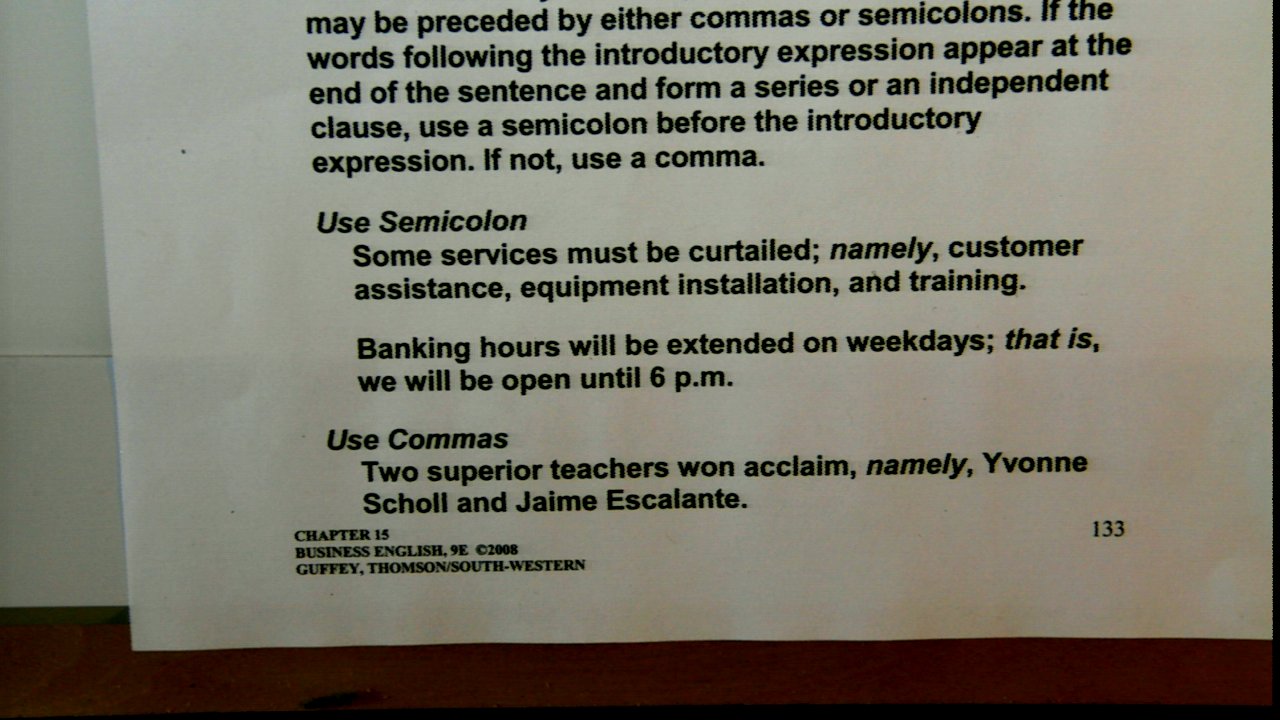 may be preceded by either commas or semicolons. If the
words following the introductory expression appear at the
end of the sentence and form a series or an independent
clause, use a semicolon before the introductory
expression. If not, use a comma.
Use Semicolon
Some services must be curtailed; namely, customer
assistance, equipment installation, and training.
Banking hours will be extended on weekdays; that is,
we will be open until 6 p.m.
Use Commas
Two superior teachers won acclaim, namely, Yvonne
Scholl and Jaime Escalante.
CHAPTER 15
BUSINESS ENGLISH, 9E ©2008
GUFFEY, THOMSON/SOUTH-WESTERN
133